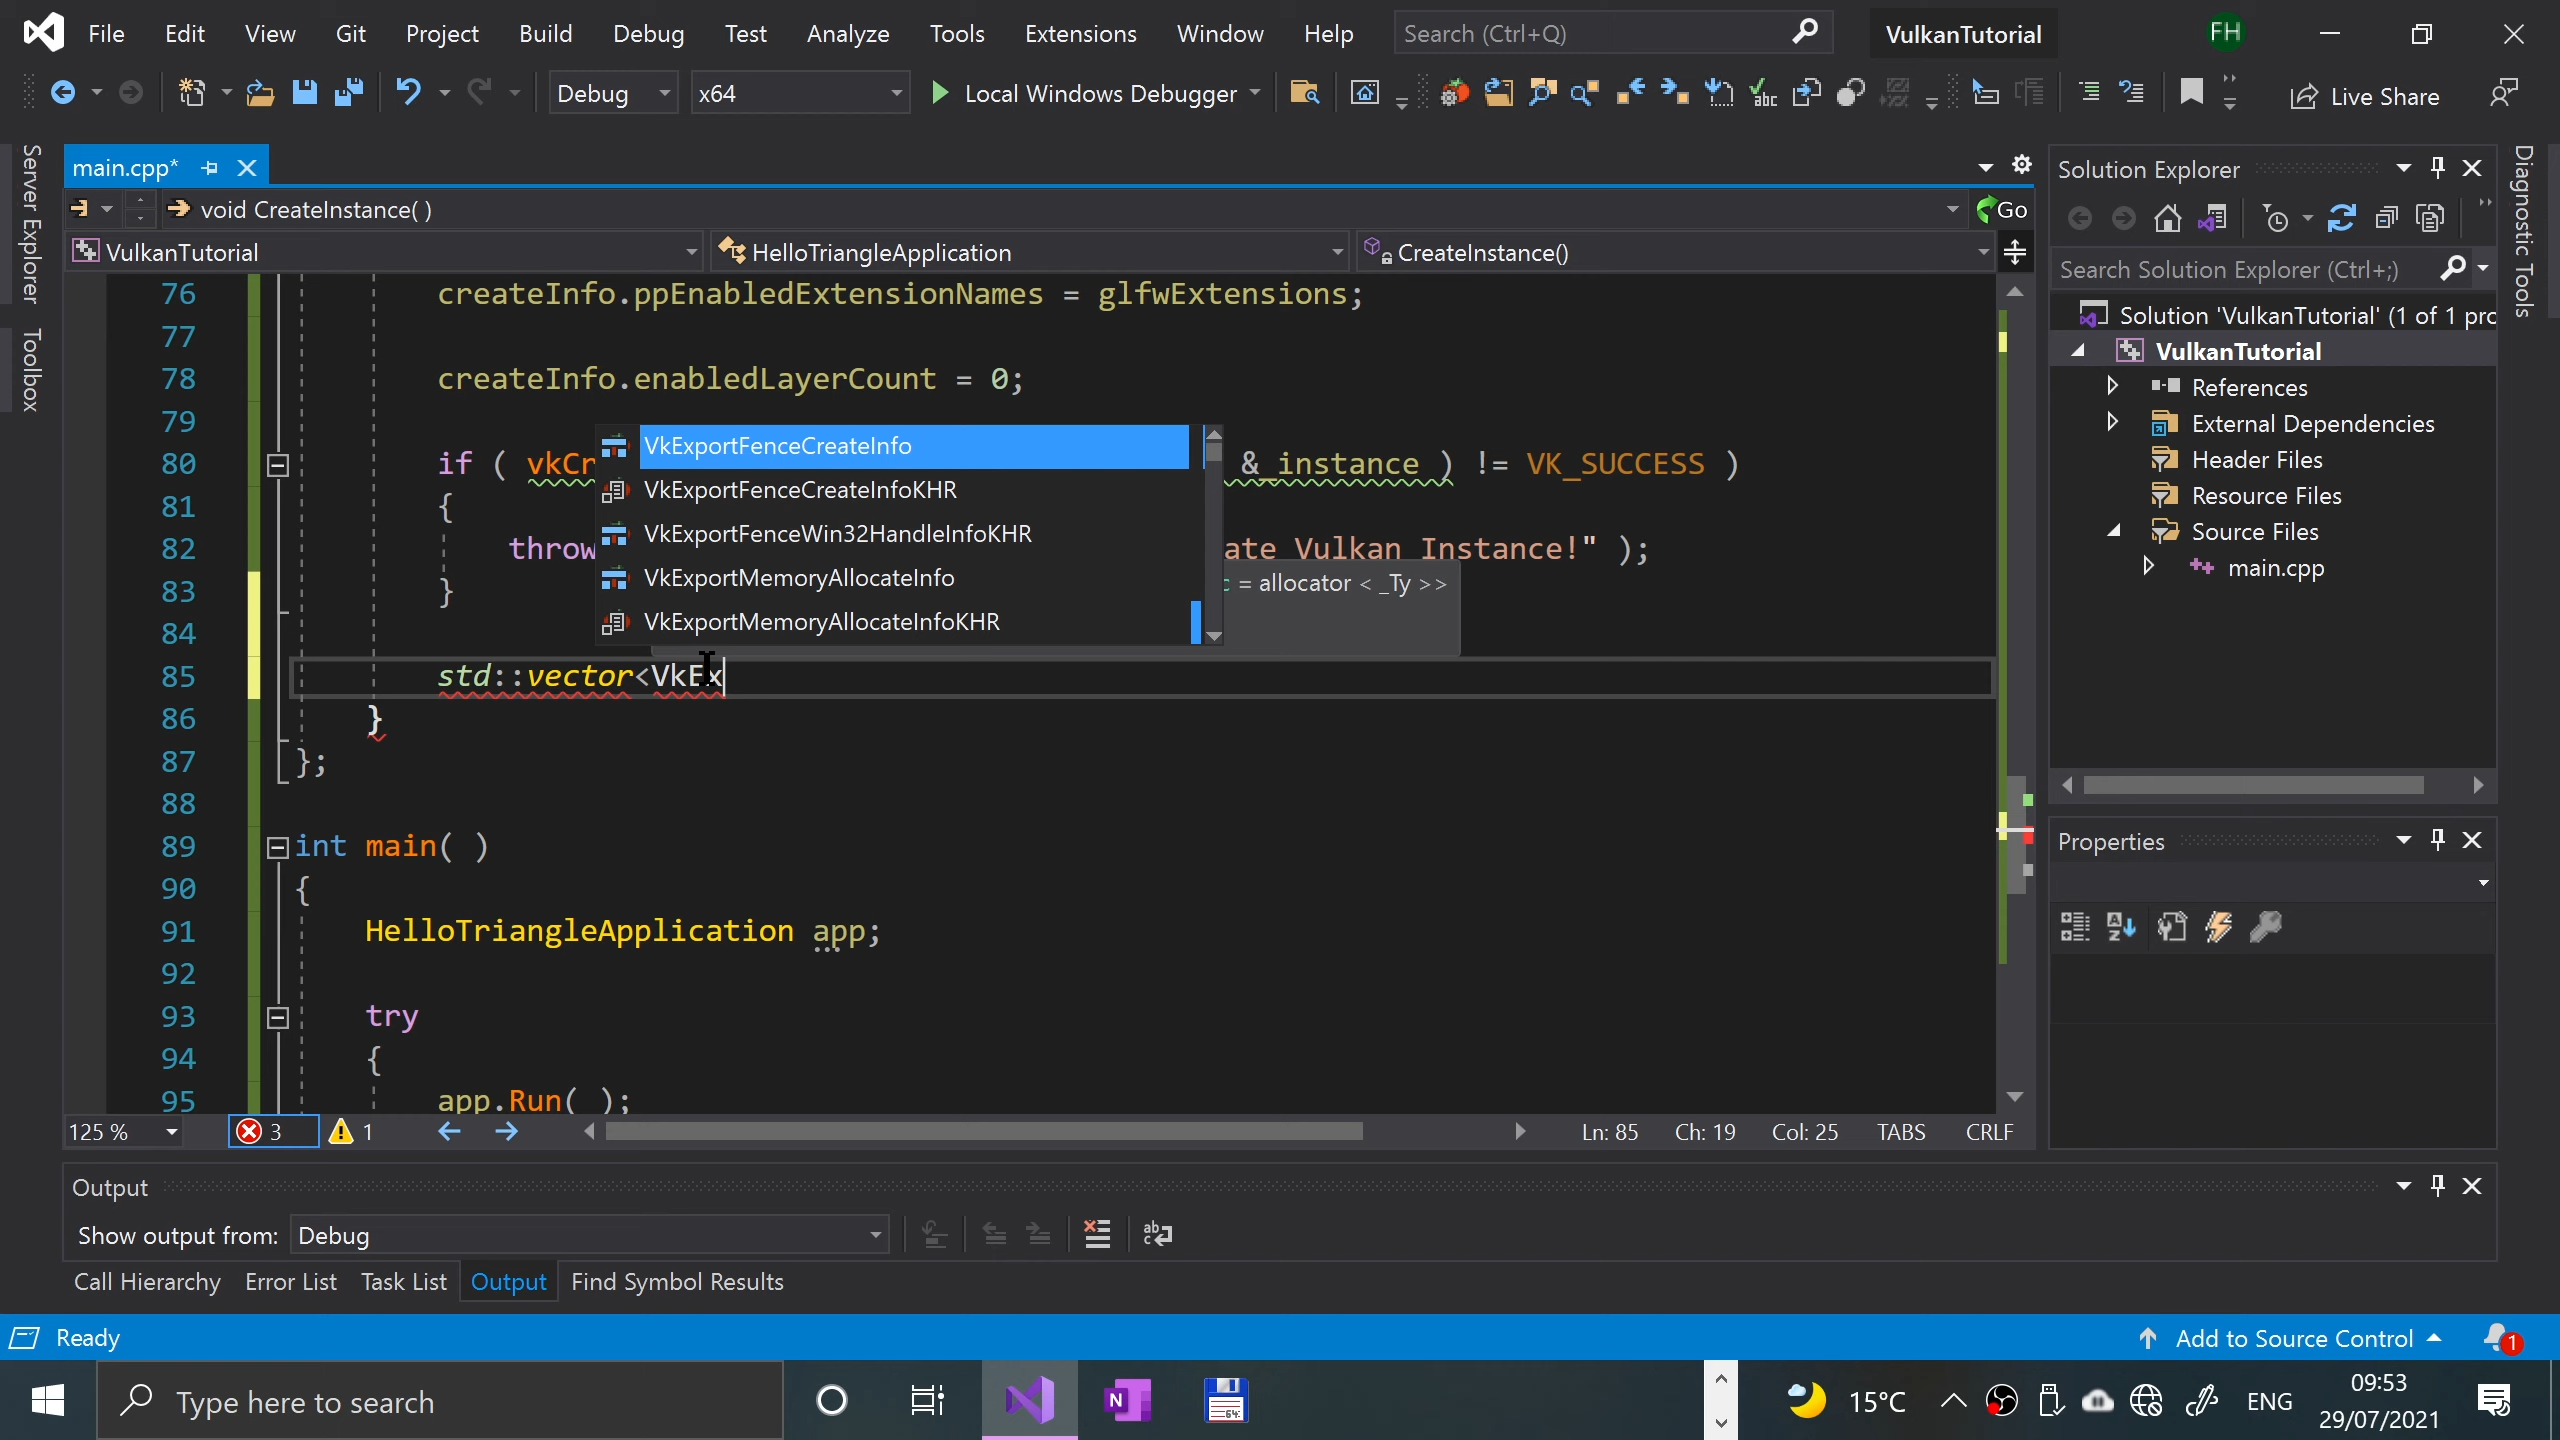 File Edit View Git Project Build Debug Test Analyze Tools Extensions Window Help Search (Ctrl+Q) VulkanTutorial FH
Debug x64 Local Windows Debugger Live Share
Server Explorer
Toolbox
main.cpp*
void CreateInstance( ) Go
VulkanTutorial HelloTriangleApplication CreateInstance()
76 createInfo.ppEnabledExtensionNames = glfwExtensions;
77
78 createInfo.enabledLayerCount = 0;
79
80 if ( vkCr & _instance ) != VK_SUCCESS )
81 {
82 throw ate Vulkan Instance!" );
83 }
84
85 std::vector<VkEx
86 }
87 };
88
89 int main( )
90 {
91 HelloTriangleApplication app;
92
93 try
94 {
95 app.Run( );
VkExportFenceCreateInfo
VkExportFenceCreateInfoKHR
VkExportFenceWin32HandleInfoKHR
VkExportMemoryAllocateInfo
VkExportMemoryAllocateInfoKHR
= allocator < _Ty >>
125 % 3 1 Ln: 85 Ch: 19 Col: 25 TABS CRLF
Solution Explorer
Search Solution Explorer (Ctrl+;)
Solution 'VulkanTutorial' (1 of 1 pro
VulkanTutorial
References
External Dependencies
Header Files
Resource Files
Source Files
main.cpp
Properties
Diagnostic Tools
Output
Show output from: Debug
Call Hierarchy Error List Task List Output Find Symbol Results
Ready Add to Source Control 1
Type here to search N 64: 15°C ENG 09:53
29/07/2021